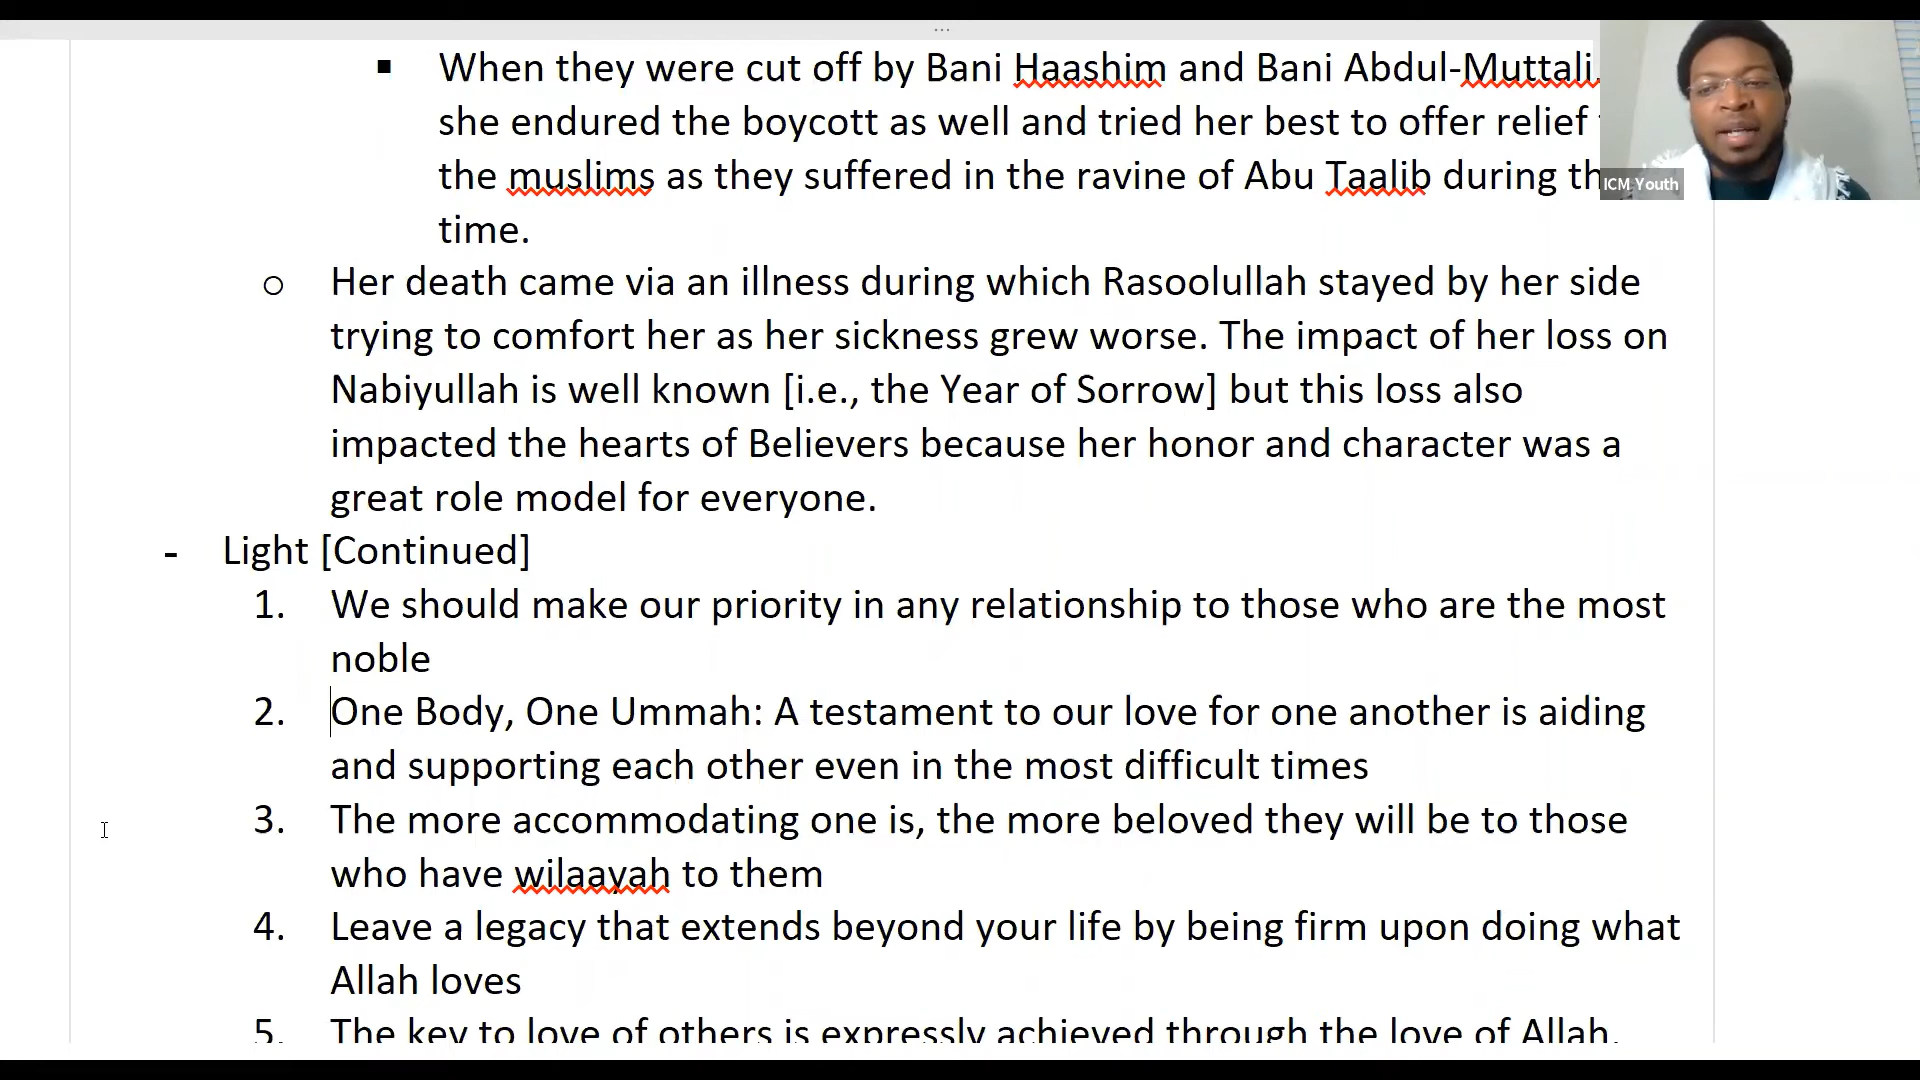 ▪ When they were cut off by Bani Haashim and Bani Abdul-Muttali
she endured the boycott as well and tried her best to offer relief
the muslims as they suffered in the ravine of Abu Taalib during th
time.
o Her death came via an illness during which Rasoolullah stayed by her side
trying to comfort her as her sickness grew worse. The impact of her loss on
Nabiyullah is well known [i.e., the Year of Sorrow] but this loss also
impacted the hearts of Believers because her honor and character was a
great role model for everyone.
- Light [Continued]
1. We should make our priority in any relationship to those who are the most
noble
2. One Body, One Ummah: A testament to our love for one another is aiding
and supporting each other even in the most difficult times
3. The more accommodating one is, the more beloved they will be to those
who have wilaayah to them
4. Leave a legacy that extends beyond your life by being firm upon doing what
Allah loves
5. The key to love of others is expressly achieved through the love of Allah.
ICM Youth